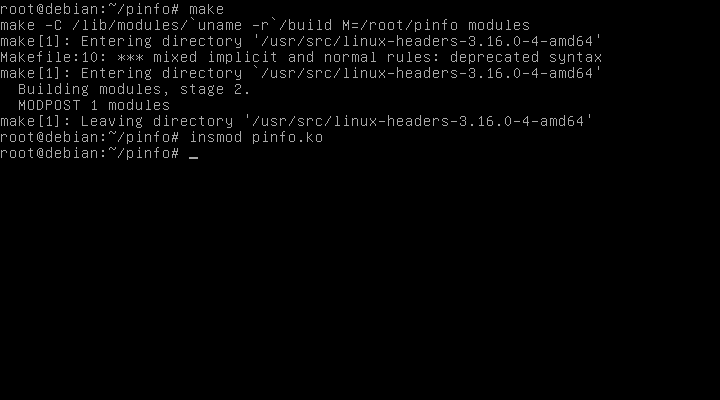 root@debian:~/pinfo# make
make -C /lib/modules/`uname -r`/build M=/root/pinfo modules
make[1]: Entering directory '/usr/src/linux-headers-3.16.0-4-amd64'
Makefile:10: *** mixed implicit and normal rules: deprecated syntax
make[1]: Entering directory `/usr/src/linux-headers-3.16.0-4-amd64'
  Building modules, stage 2.
  MODPOST 1 modules
make[1]: Leaving directory '/usr/src/linux-headers-3.16.0-4-amd64'
root@debian:~/pinfo# insmod pinfo.ko
root@debian:~/pinfo# _